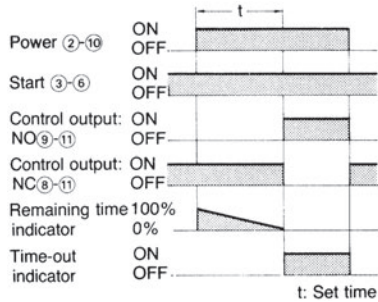 t
Power ②-⑩ ON
OFF
Start ③-⑥ ON
OFF
Control output: ON
NO⑨-⑪ OFF
Control output: ON
NC⑧-⑪ OFF
Remaining time 100%
indicator 0%
Time-out ON
indicator OFF
t: Set time